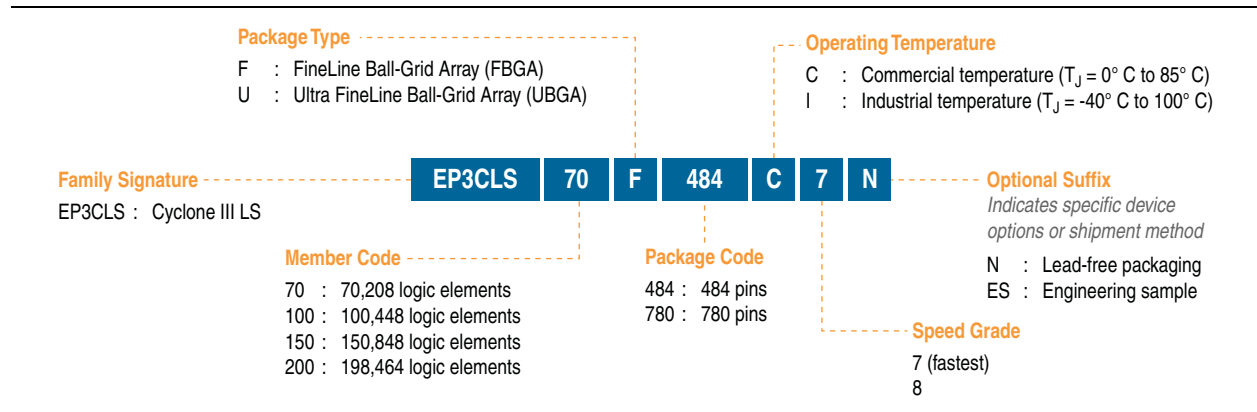 Package Type
F : FineLine Ball-Grid Array (FBGA)
U : Ultra FineLine Ball-Grid Array (UBGA)
Operating Temperature
C : Commercial temperature (TJ = 0° C to 85° C)
I : Industrial temperature (TJ = -40° C to 100° C)
EP3CLS 70 F 484 C 7 N
Family Signature
EP3CLS : Cyclone III LS
Optional Suffix
Indicates specific device
options or shipment method
N : Lead-free packaging
ES : Engineering sample
Member Code
70 : 70,208 logic elements
100 : 100,448 logic elements
150 : 150,848 logic elements
200 : 198,464 logic elements
Package Code
484 : 484 pins
780 : 780 pins
Speed Grade
7 (fastest)
8